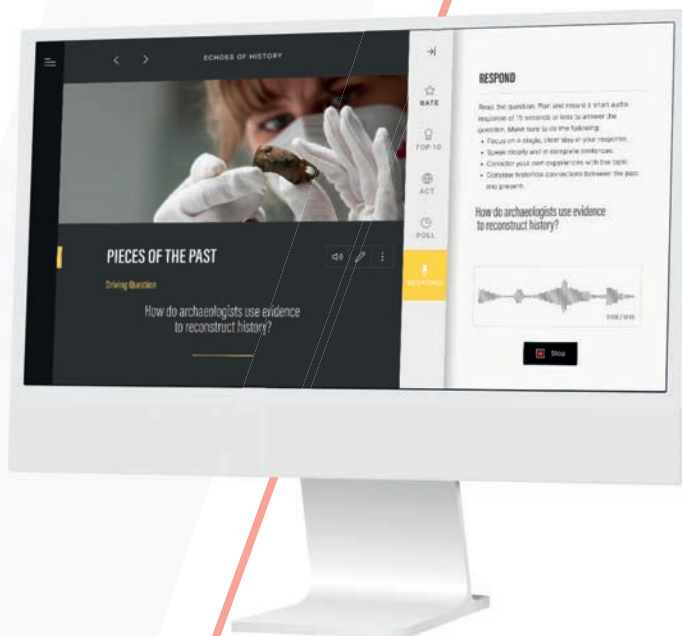 ECHOES OF HISTORY
PIECES OF THE PAST
Driving Question
How do archaeologists use evidence
to reconstruct history?
RATE
TOP 10
ACT
POLL
RESPOND
RESPOND
Read the question. Plan and record a short audio
response of 15 seconds or less to answer the
question. Make sure to do the following:
• Focus on a single, clear idea in your response.
• Speak clearly and in complete sentences.
• Consider your own experiences with the topic.
• Consider historical connections between the past
and present.
How do archaeologists use evidence
to reconstruct history?
Stop